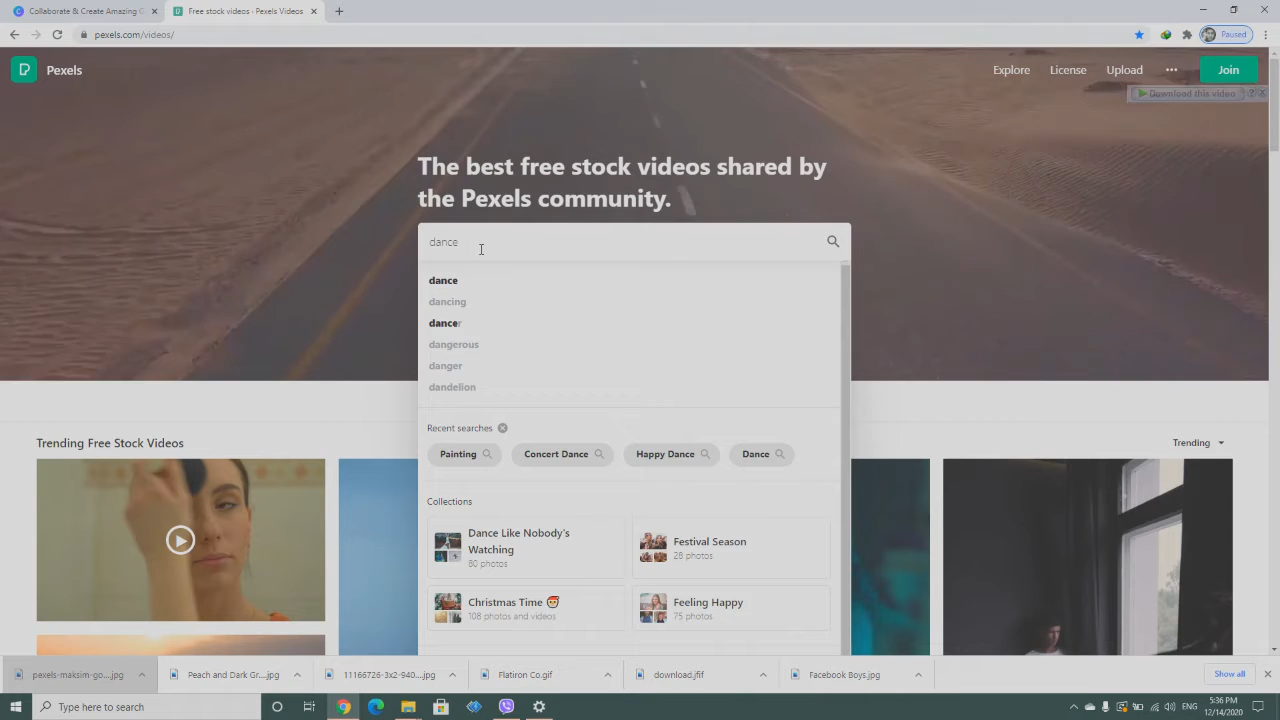 Collaborate & Create Amazing G
Free stock videos · Pexels Videos
pexels.com/videos/
Paused
Pexels
Explore
License
Upload
Join
Download this video
The best free stock videos shared by
the Pexels community.
dance
dance
dancing
dancer
dangerous
danger
dandelion
Recent searches
Painting
Concert Dance
Happy Dance
Dance
Trending Free Stock Videos
Trending
Collections
Dance Like Nobody's
Watching
80 photos
Festival Season
28 photos
Christmas Time
108 photos and videos
Feeling Happy
75 photos
pexels-maksim-go....jpg
Peach and Dark Gr....jpg
11166726-3x2-940....jpg
Flatiron Co.gif
download.jfif
Facebook Boys.jpg
Show all
Type here to search
ENG
5:36 PM
12/14/2020